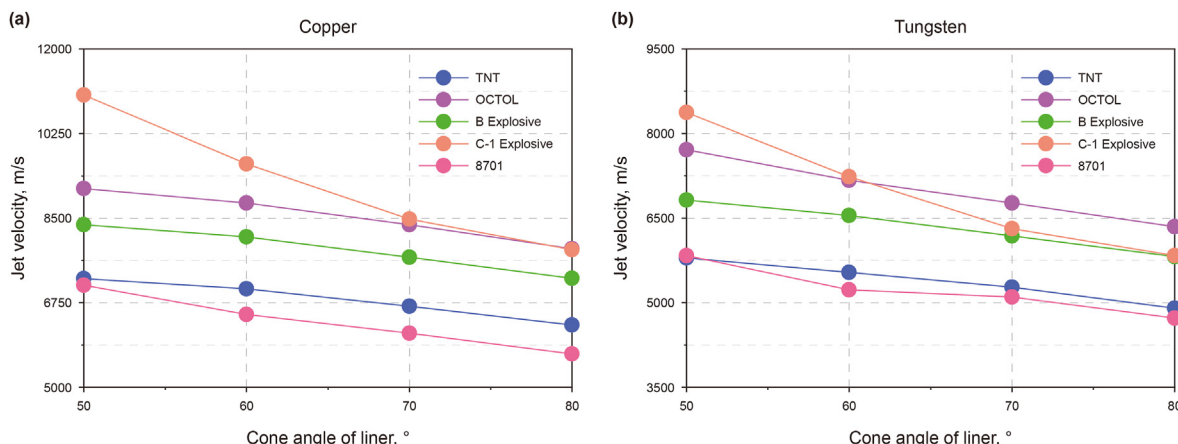 (a)
Copper
12000
10250
8500
6750
5000
Jet velocity, m/s
TNT
OCTOL
B Explosive
C-1 Explosive
8701
50
60
70
80
Cone angle of liner, °
(b)
Tungsten
9500
8000
6500
5000
3500
Jet velocity, m/s
TNT
OCTOL
B Explosive
C-1 Explosive
8701
50
60
70
80
Cone angle of liner, °